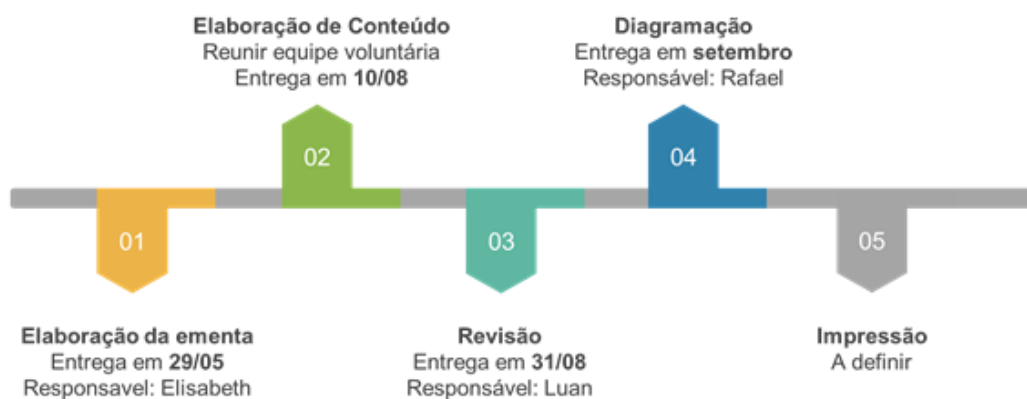 Elaboração de Conteúdo
Reunir equipe voluntária
Entrega em 10/08
Diagramação
Entrega em setembro
Responsável: Rafael
02
04
01
03
05
Elaboração da ementa
Entrega em 29/05
Responsavel: Elisabeth
Revisão
Entrega em 31/08
Responsável: Luan
Impressão
A definir